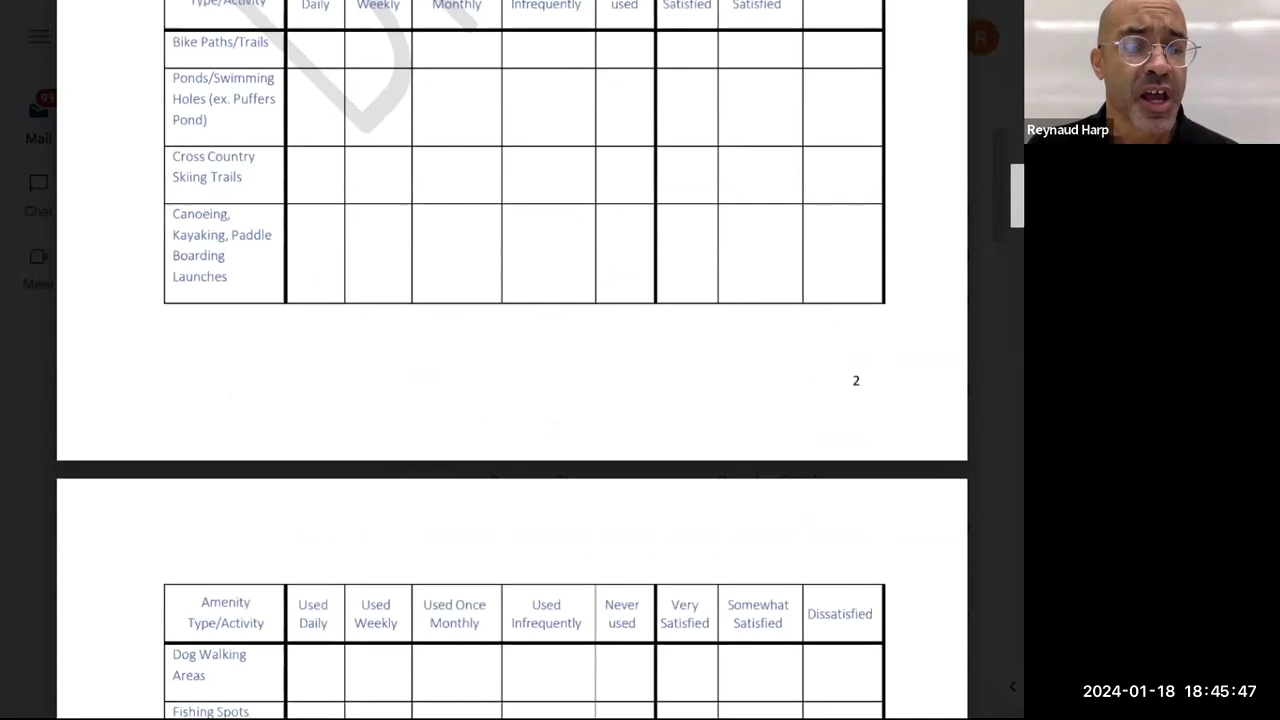 Type/Activity
Daily
Weekly
Monthly
Infrequently
used
Satisfied
Satisfied
Bike Paths/Trails
Ponds/Swimming
Holes (ex. Puffers
Pond)
Cross Country
Skiing Trails
Canoeing,
Kayaking, Paddle
Boarding
Launches
2
Amenity
Type/Activity
Used
Daily
Used
Weekly
Used Once
Monthly
Used
Infrequently
Never
used
Very
Satisfied
Somewhat
Satisfied
Dissatisfied
Dog Walking
Areas
Fishing Spots
99
Mail
Chat
Meet
Reynaud Harp
2024-01-18 18:45:47